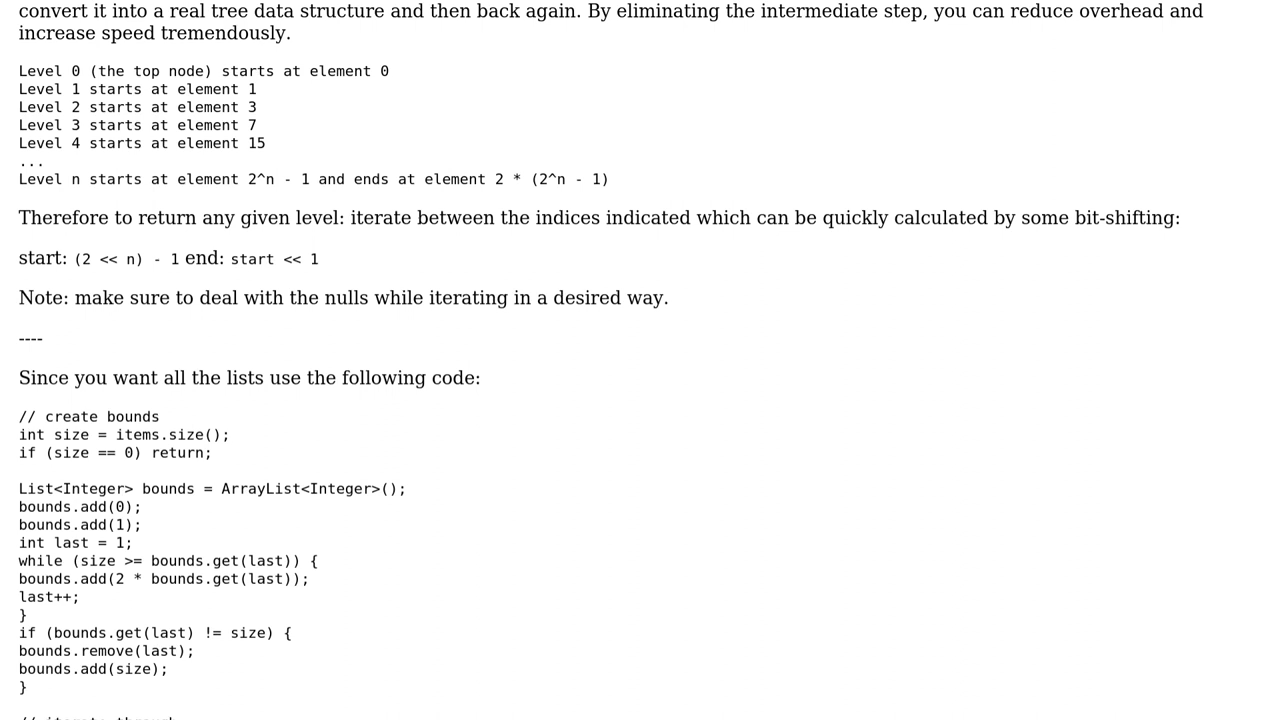 convert it into a real tree data structure and then back again. By eliminating the intermediate step, you can reduce overhead and
increase speed tremendously.
Level 0 (the top node) starts at element 0
Level 1 starts at element 1
Level 2 starts at element 3
Level 3 starts at element 7
Level 4 starts at element 15
...
Level n starts at element 2^n - 1 and ends at element 2 * (2^n - 1)
Therefore to return any given level: iterate between the indices indicated which can be quickly calculated by some bit-shifting:
start: (2 << n) - 1 end: start << 1
Note: make sure to deal with the nulls while iterating in a desired way.
----
Since you want all the lists use the following code:
// create bounds
int size = items.size();
if (size == 0) return;
List<Integer> bounds = ArrayList<Integer>();
bounds.add(0);
bounds.add(1);
int last = 1;
while (size >= bounds.get(last)) {
bounds.add(2 * bounds.get(last));
last++;
}
if (bounds.get(last) != size) {
bounds.remove(last);
bounds.add(size);
}